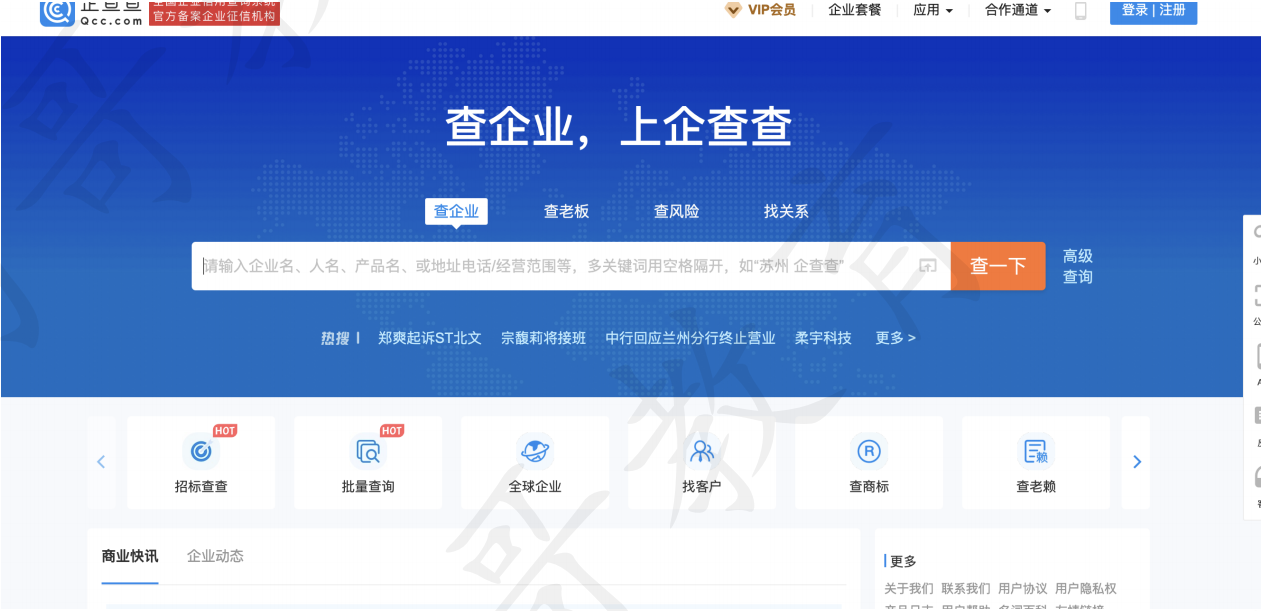 企查查
Qcc.com
全国企业信用查询系统
官方备案企业征信机构
VIP会员
企业套餐
应用
合作通道
登录 | 注册
查企业，上企查查
查企业
查老板
查风险
找关系
请输入企业名、人名、产品名、或地址电话/经营范围等，多关键词用空格隔开，如“苏州 企查查”
查一下
高级
查询
热搜
郑爽起诉ST北文
宗馥莉将接班
中行回应兰州分行终止营业
柔宇科技
更多 >
HOT
招标查查
HOT
批量查询
全球企业
找客户
R
查商标
赖
查老赖
小
公
商业快讯
企业动态
更多
关于我们 联系我们 用户协议 用户隐私权
哥教育